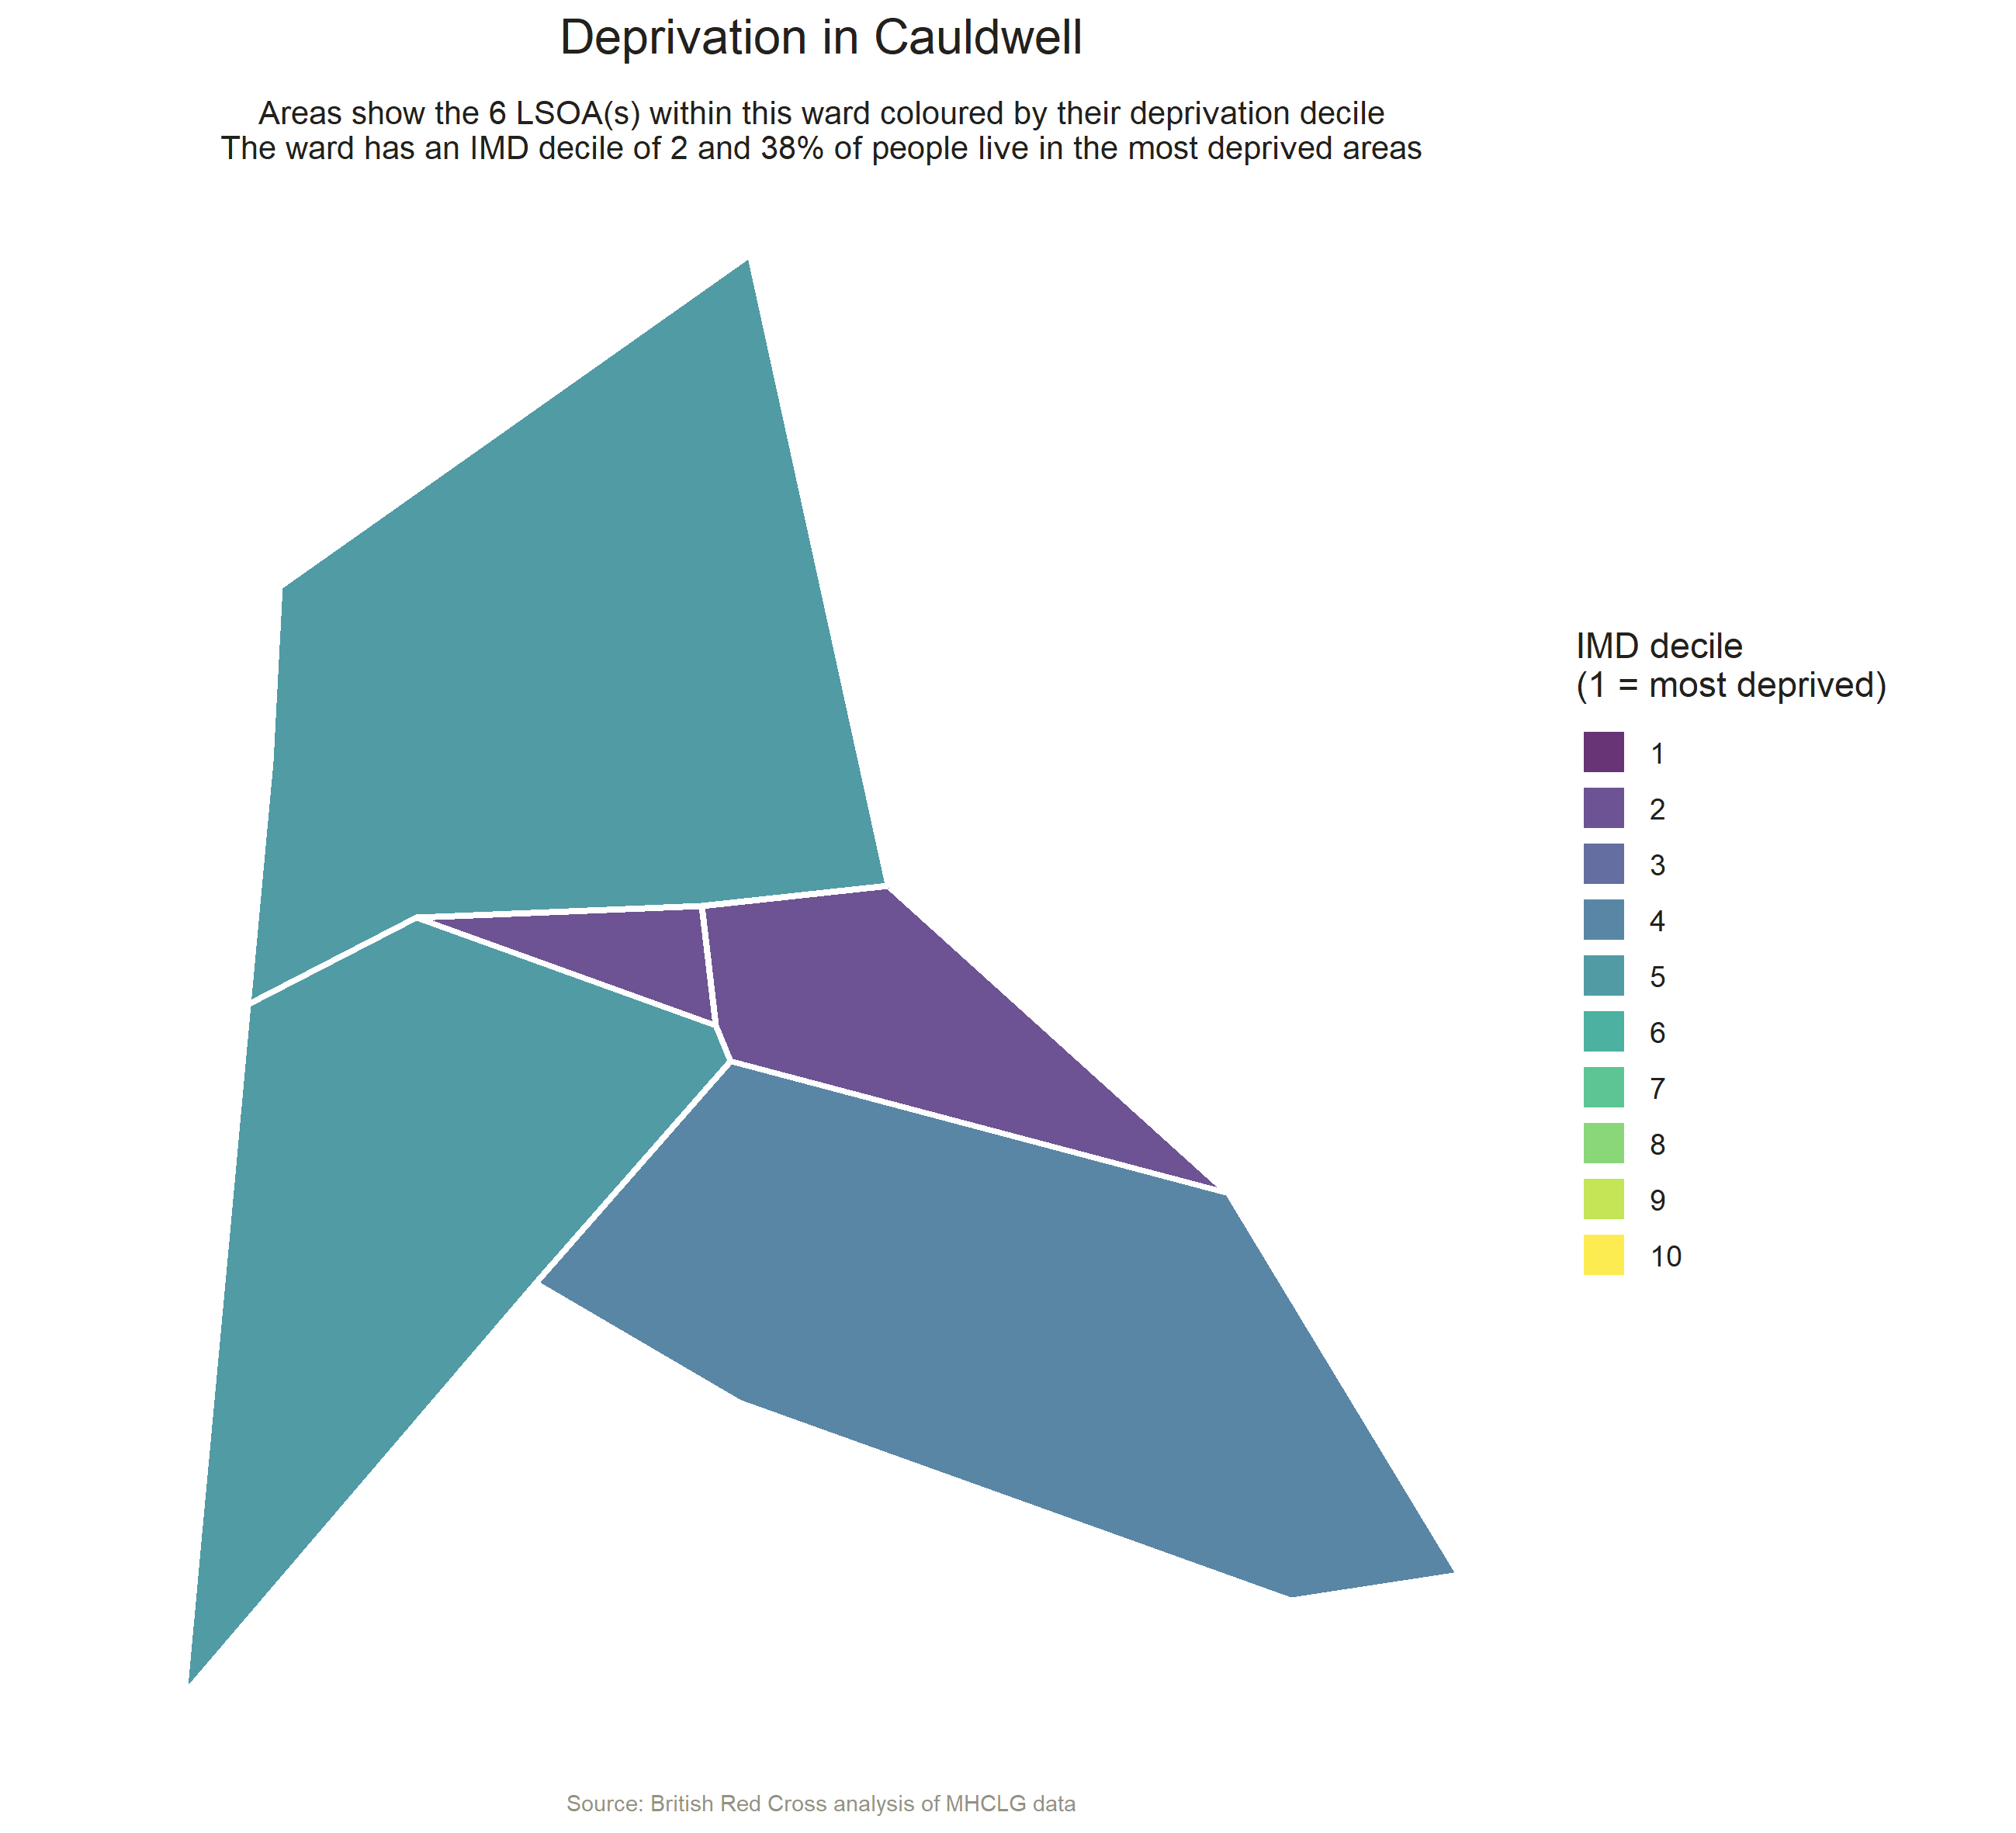 Deprivation in Cauldwell
Areas show the 6 LSOA(s) within this ward coloured by their deprivation decile
The ward has an IMD decile of 2 and 38% of people live in the most deprived areas
IMD decile
(1 = most deprived)
1
2
3
4
5
6
7
8
9
10
Source: British Red Cross analysis of MHCLG data